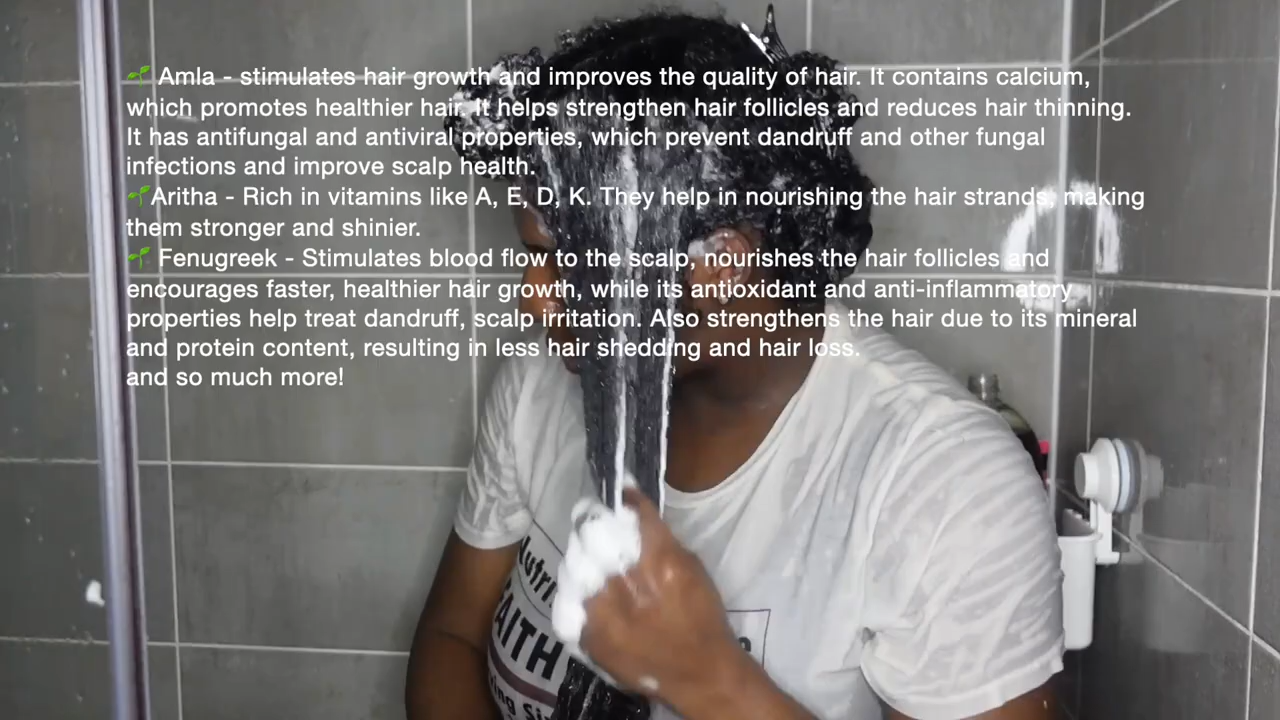 🌱 Amla - stimulates hair growth and improves the quality of hair. It contains calcium,
which promotes healthier hair. It helps strengthen hair follicles and reduces hair thinning.
It has antifungal and antiviral properties, which prevent dandruff and other fungal
infections and improve scalp health.
🌱Aritha - Rich in vitamins like A, E, D, K. They help in nourishing the hair strands, making
them stronger and shinier.
🌱 Fenugreek - Stimulates blood flow to the scalp, nourishes the hair follicles and
encourages faster, healthier hair growth, while its antioxidant and anti-inflammatory
properties help treat dandruff, scalp irritation. Also strengthens the hair due to its mineral
and protein content, resulting in less hair shedding and hair loss.
and so much more!